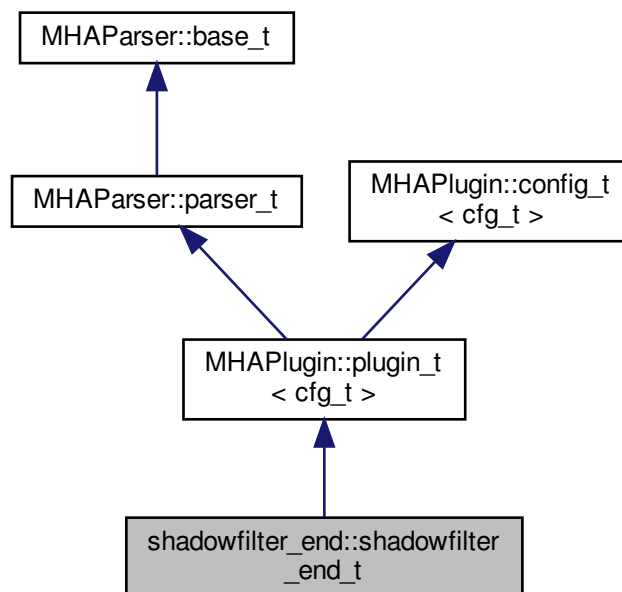 MHAParser::base_t
MHAParser::parser_t
MHAPlugin::config_t
< cfg_t >
MHAPlugin::plugin_t
< cfg_t >
shadowfilter_end::shadowfilter
_end_t